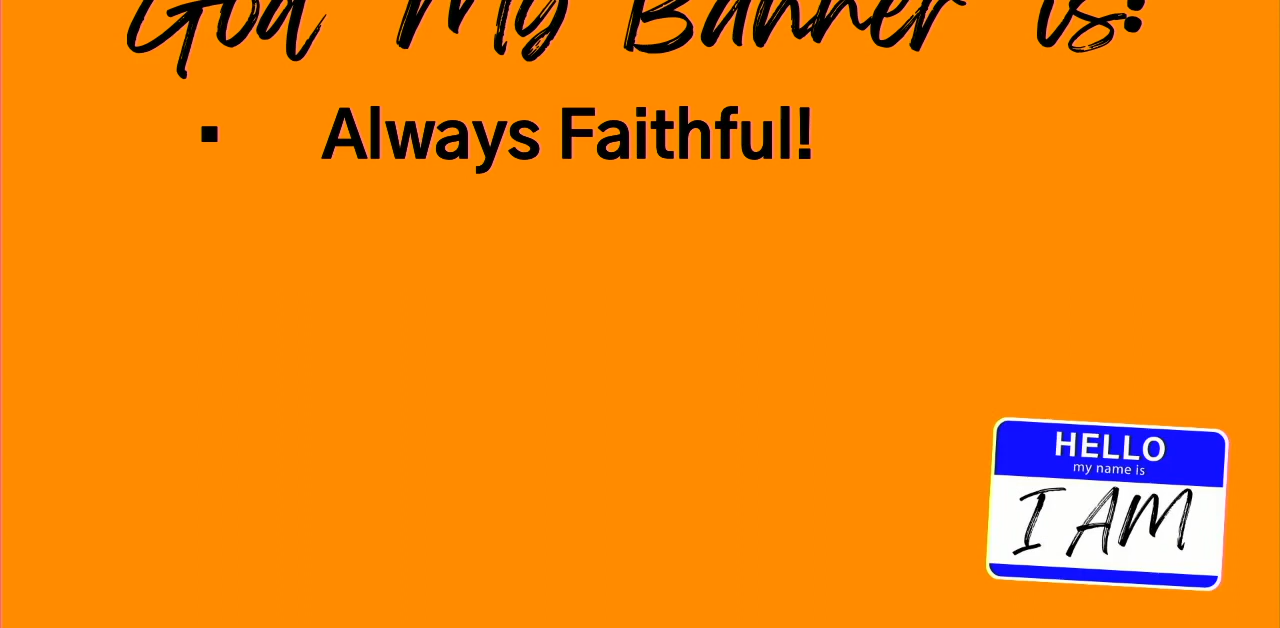 God My Banner is:
▪ Always Faithful!
HELLO
my name is
I AM